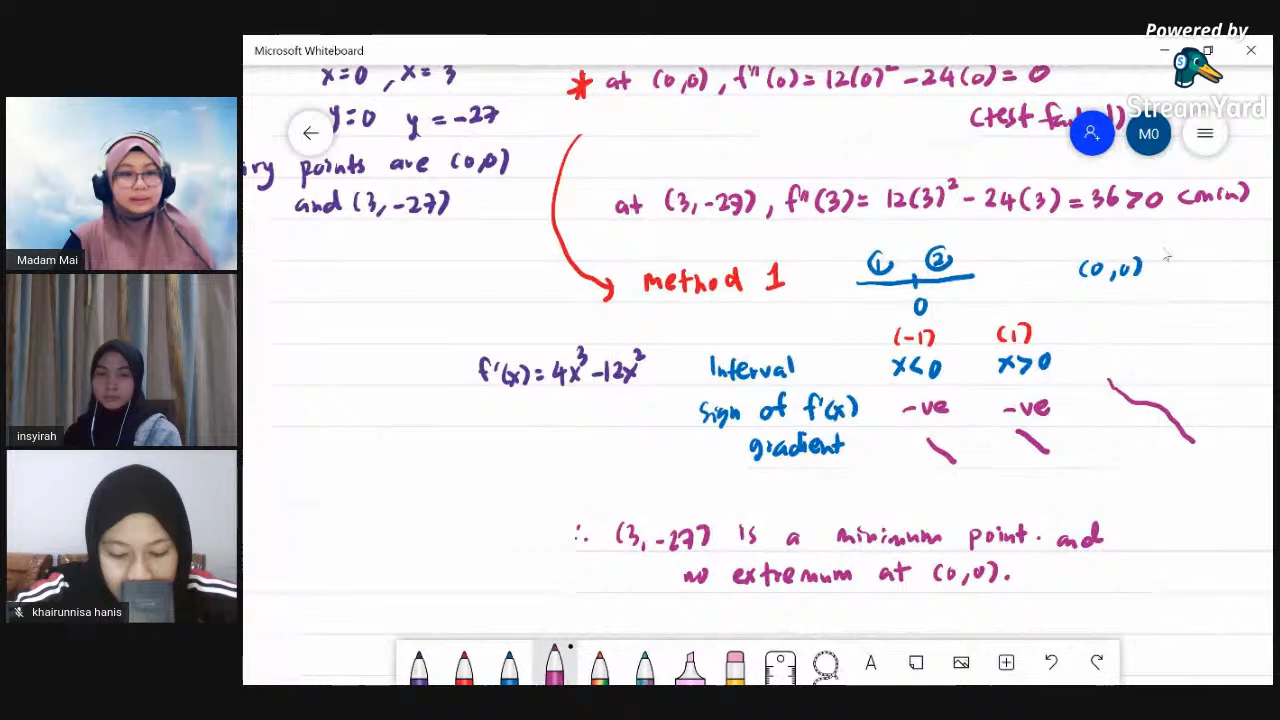 Powered by
StreamYard
Microsoft Whiteboard
x=0 , x=3
y=0 y=-27
ary points are (0,0)
and (3,-27)
* at (0,0), f''(0) = 12(0)² - 24(0) = 0
(test failed)
M0
at (3,-27), f''(3) = 12(3)² - 24(3) = 36 > 0 (min)
method 1
① ②
0
(0,0)
(-1) (1)
f'(x) = 4x³ - 12x²
Interval x<0 x>0
sign of f'(x) -ve -ve
gradient
∴ (3,-27) is a minimum point. and
no extremum at (0,0).
Madam Mai
insyirah
khairunnisa hanis
A